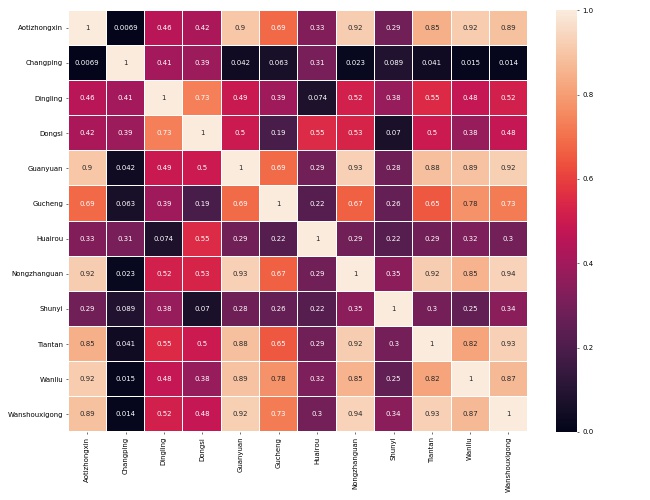 Aotizhongxin 1 0.0069 0.46 0.42 0.9 0.69 0.33 0.92 0.29 0.85 0.92 0.89
Changping 0.0069 1 0.41 0.39 0.042 0.063 0.31 0.023 0.089 0.041 0.015 0.014
Dingling 0.46 0.41 1 0.73 0.49 0.39 0.074 0.52 0.38 0.55 0.48 0.52
Dongsi 0.42 0.39 0.73 1 0.5 0.19 0.55 0.53 0.07 0.5 0.38 0.48
Guanyuan 0.9 0.042 0.49 0.5 1 0.69 0.29 0.93 0.28 0.88 0.89 0.92
Gucheng 0.69 0.063 0.39 0.19 0.69 1 0.22 0.67 0.26 0.65 0.78 0.73
Huairou 0.33 0.31 0.074 0.55 0.29 0.22 1 0.29 0.22 0.29 0.32 0.3
Nongzhanguan 0.92 0.023 0.52 0.53 0.93 0.67 0.29 1 0.35 0.92 0.85 0.94
Shunyi 0.29 0.089 0.38 0.07 0.28 0.26 0.22 0.35 1 0.3 0.25 0.34
Tiantan 0.85 0.041 0.55 0.5 0.88 0.65 0.29 0.92 0.3 1 0.82 0.93
Wanliu 0.92 0.015 0.48 0.38 0.89 0.78 0.32 0.85 0.25 0.82 1 0.87
Wanshouxigong 0.89 0.014 0.52 0.48 0.92 0.73 0.3 0.94 0.34 0.93 0.87 1
Aotizhongxin
Changping
Dingling
Dongsi
Guanyuan
Gucheng
Huairou
Nongzhanguan
Shunyi
Tiantan
Wanliu
Wanshouxigong
1.0
0.8
0.6
0.4
0.2
0.0